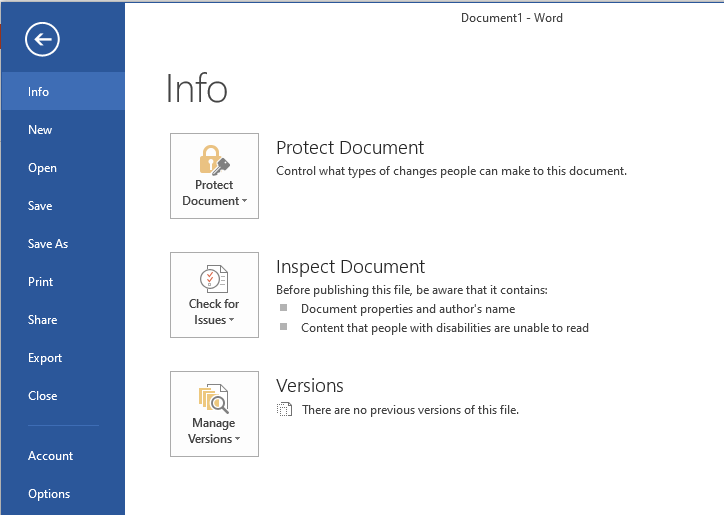 Document1 - Word
Info
New
Open
Save
Save As
Print
Share
Export
Close
Account
Options
Info
Protect
Document
Protect Document
Control what types of changes people can make to this document.
Check for
Issues
Inspect Document
Before publishing this file, be aware that it contains:
Document properties and author's name
Content that people with disabilities are unable to read
Manage
Versions
Versions
There are no previous versions of this file.